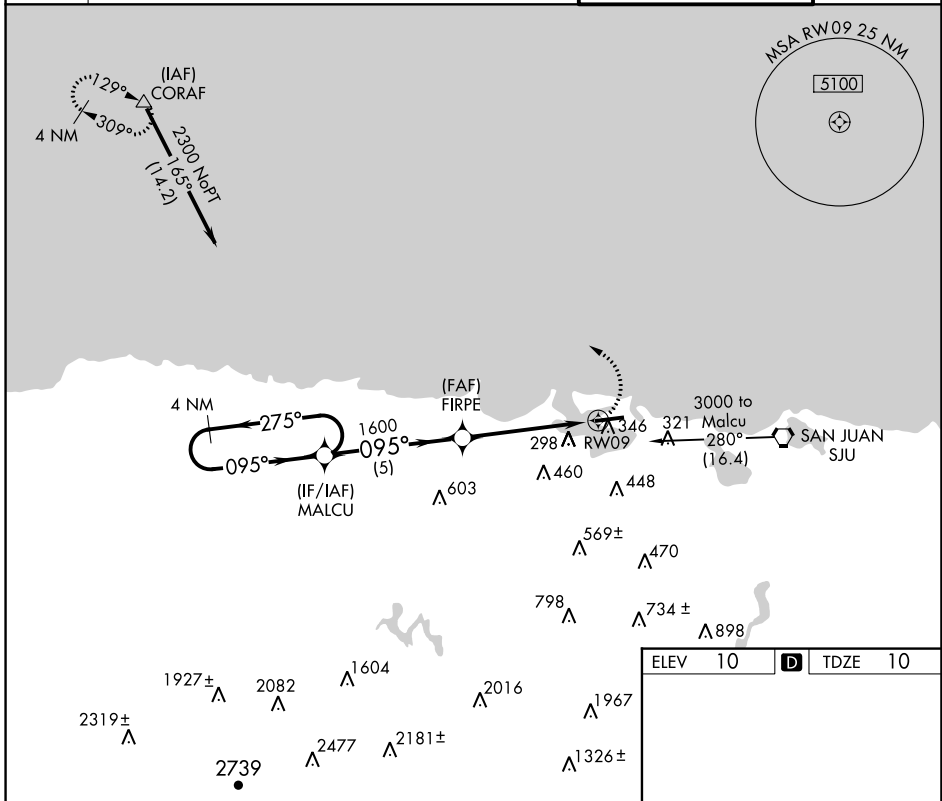 MSA RW09 25 NM
5100
(IAF)
CORAF
129°
309°
4 NM
2300 NoPT
165°
(14.2)
4 NM
275°
095°
(IF/IAF)
MALCU
1600
095°
(5)
(FAF)
FIRPE
346
298
RW09
321
3000 to
Malcu
280°
(16.4)
SAN JUAN
SJU
603
460
448
569±
470
798
734 ±
898
1927±
2082
1604
2016
1967
2319±
2477
2181±
1326±
2739
ELEV 10 D TDZE 10